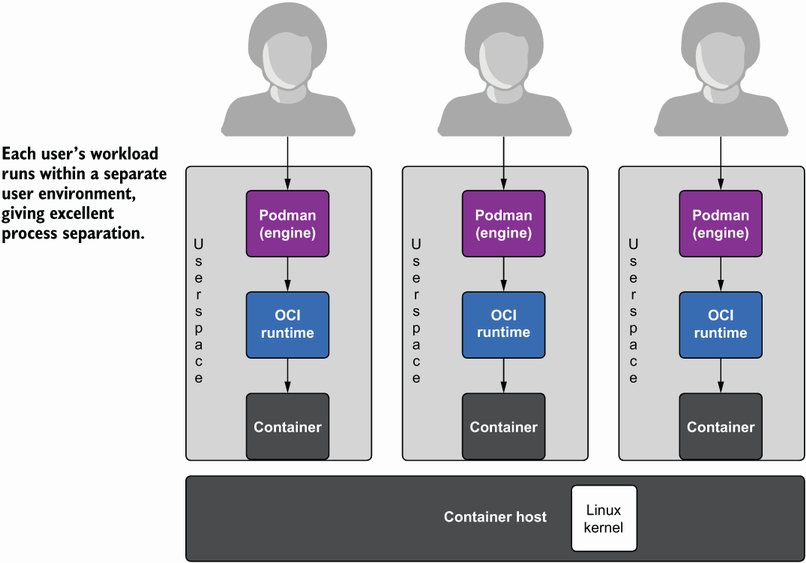 Each user's workload
runs within a separate
user environment,
giving excellent
process separation.
Userspace
Podman
(engine)
OCI
runtime
Container
Userspace
Podman
(engine)
OCI
runtime
Container
Userspace
Podman
(engine)
OCI
runtime
Container
Container host
Linux
kernel